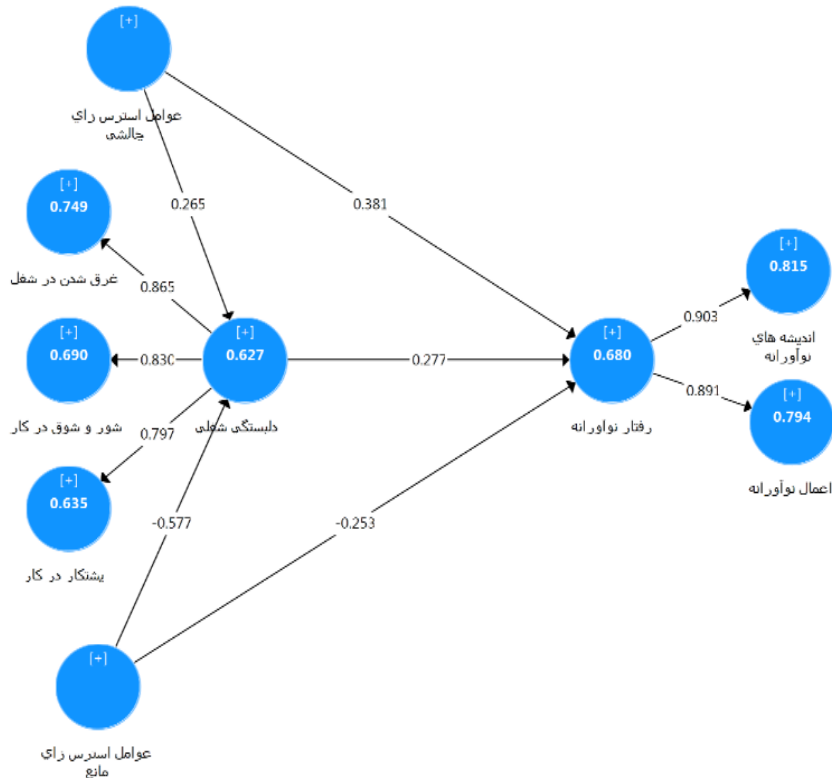 [+]
عوامل استرس زاي
چالشی
0.265
0.381
[+]
0.749
غرق شدن در شغل
0.865
[+]
0.815
اندیشه هاي
نوآورانه
0.903
[+]
0.690
شور و شوق در کار
0.830
[+]
0.627
دلبستگی شغلی
0.277
[+]
0.680
رفتار نوآورانه
0.891
[+]
0.794
اعمال نوآورانه
0.797
[+]
0.635
پشتکار در کار
-0.577
-0.253
[+]
عوامل استرس زاي
مانع